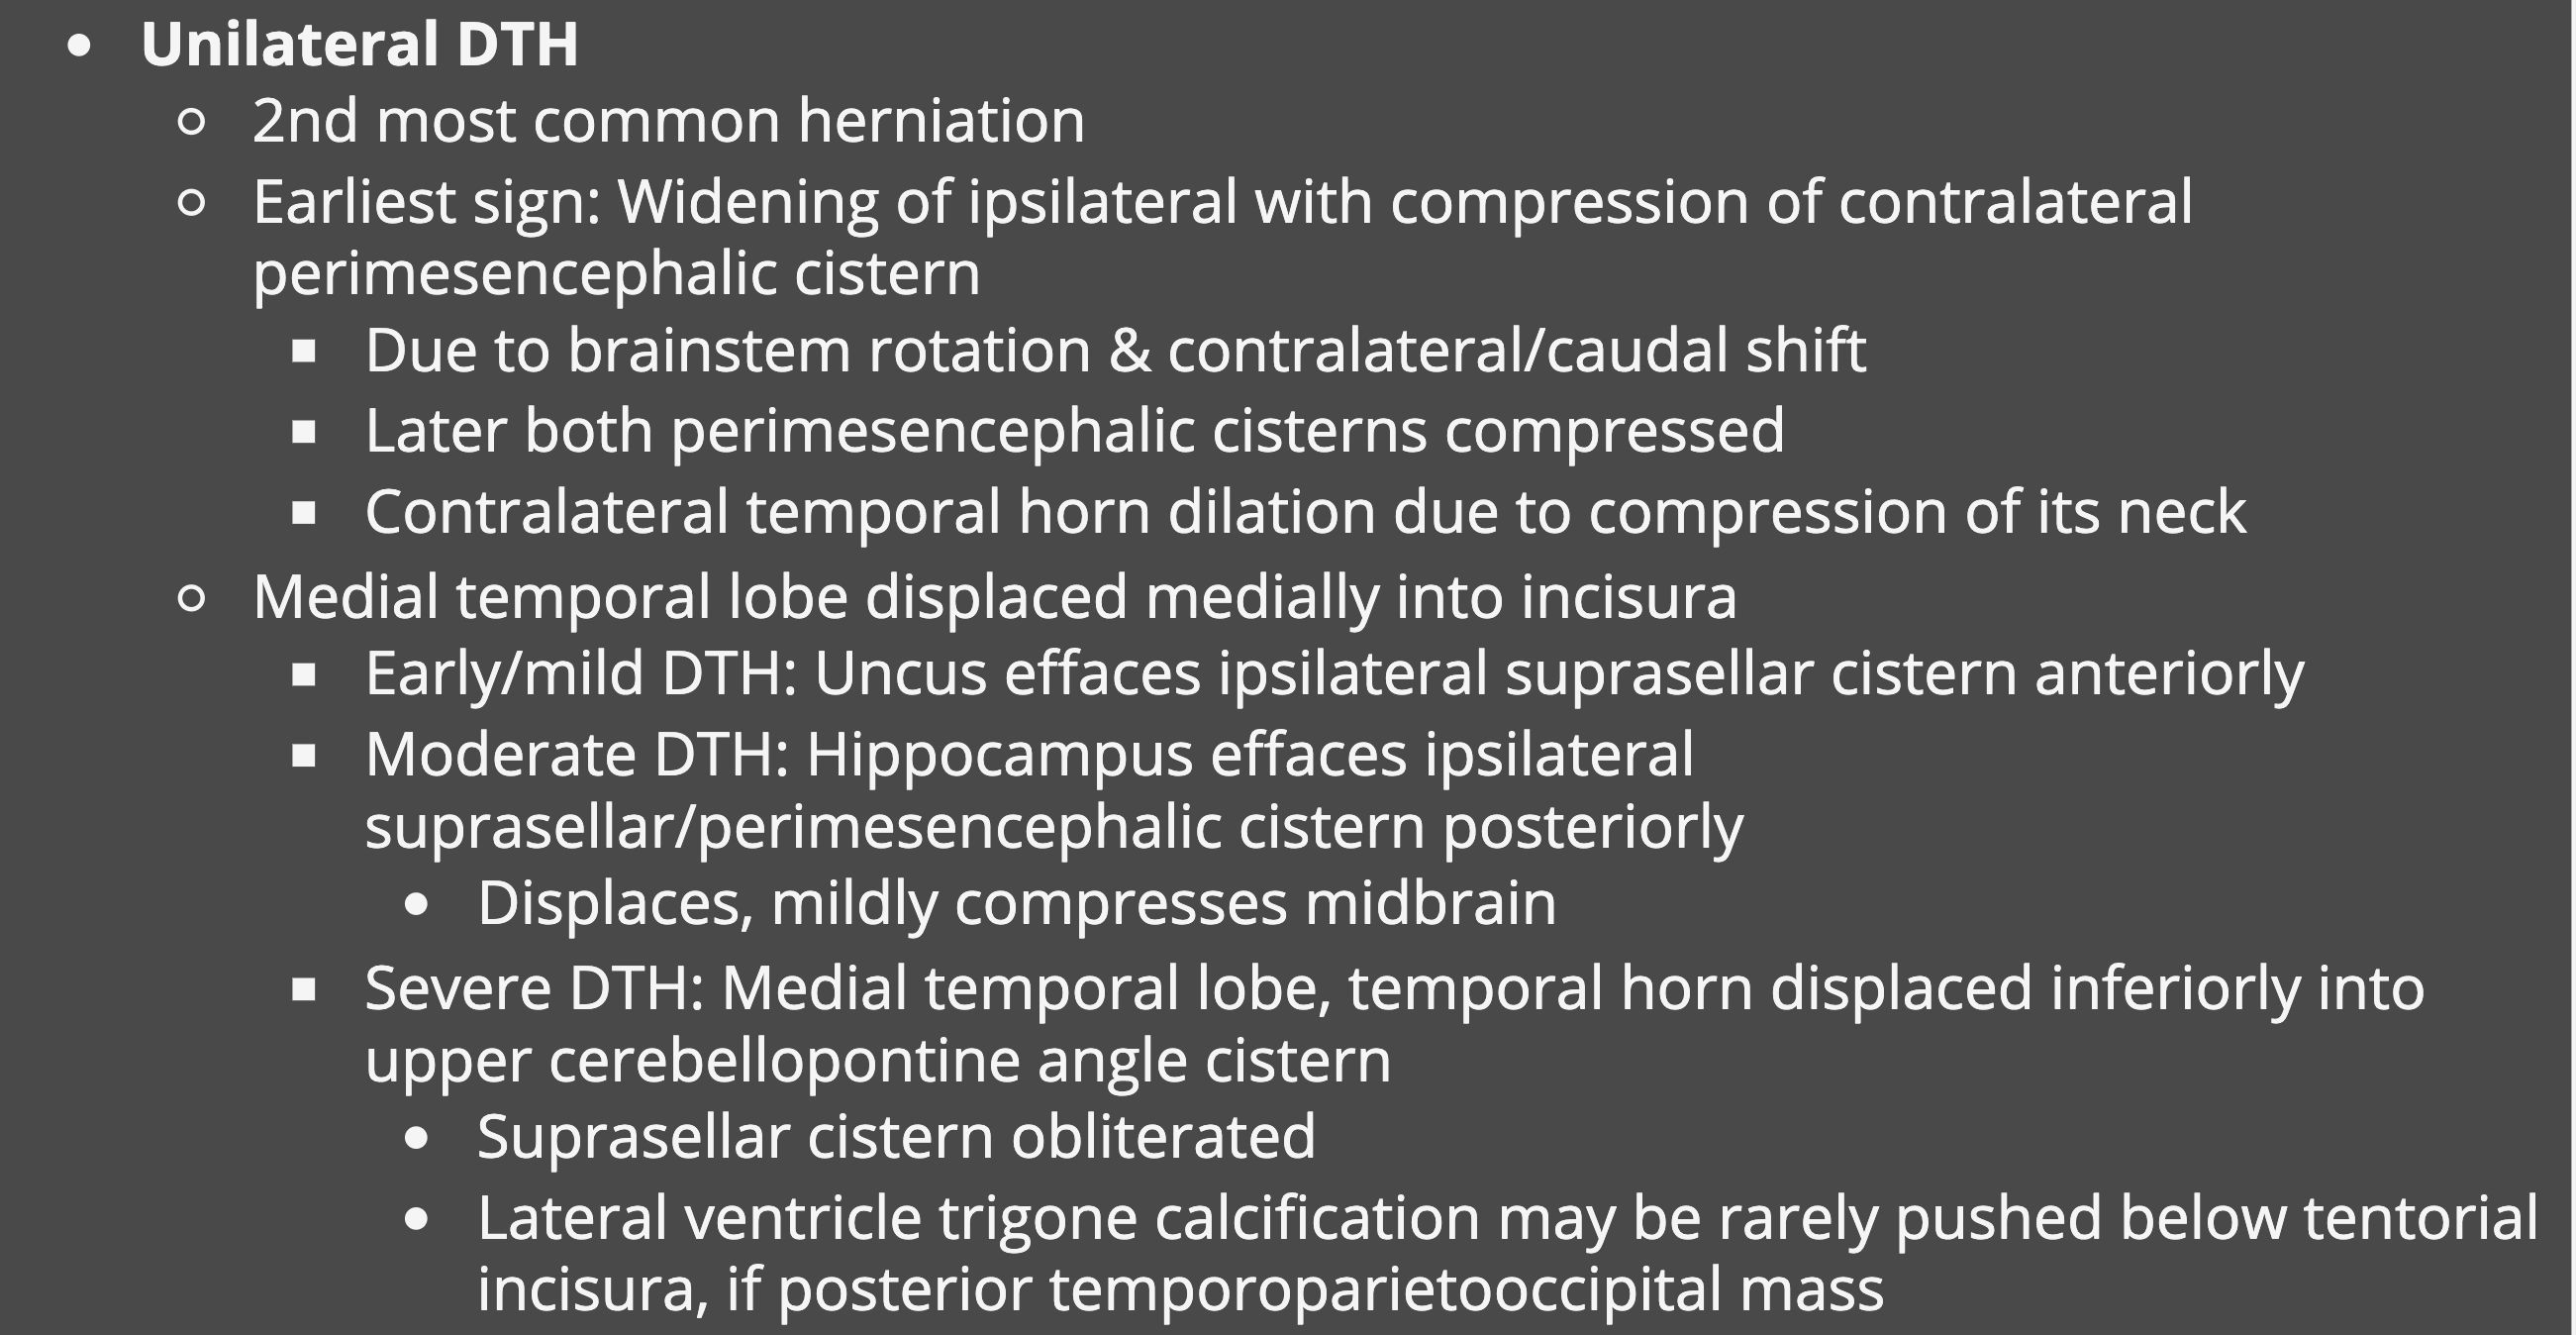 Unilateral DTH
2nd most common herniation
Earliest sign: Widening of ipsilateral with compression of contralateral
perimesencephalic cistern
Due to brainstem rotation & contralateral/caudal shift
Later both perimesencephalic cisterns compressed
Contralateral temporal horn dilation due to compression of its neck
Medial temporal lobe displaced medially into incisura
Early/mild DTH: Uncus effaces ipsilateral suprasellar cistern anteriorly
Moderate DTH: Hippocampus effaces ipsilateral
suprasellar/perimesencephalic cistern posteriorly
Displaces, mildly compresses midbrain
Severe DTH: Medial temporal lobe, temporal horn displaced inferiorly into
upper cerebellopontine angle cistern
Suprasellar cistern obliterated
Lateral ventricle trigone calcification may be rarely pushed below tentorial
incisura, if posterior temporoparietooccipital mass